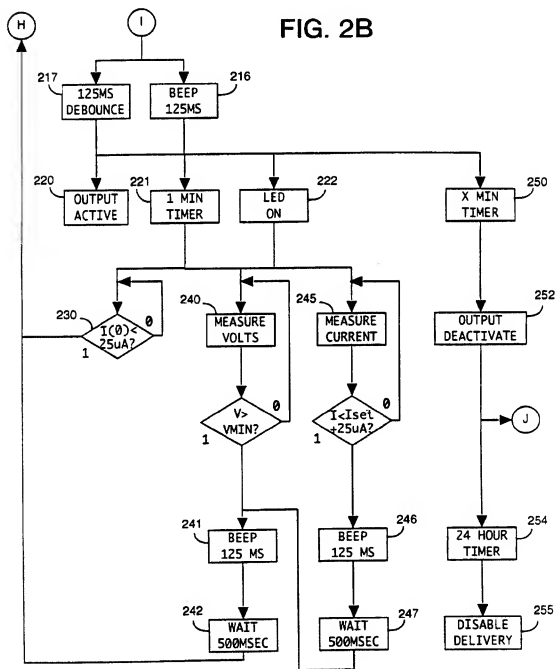 H
I
FIG. 2B
217
216
125MS
DEBOUNCE
BEEP
125MS
220
221
222
250
OUTPUT
ACTIVE
1 MIN
TIMER
LED
ON
X MIN
TIMER
230
I(0)<
25uA?
0
1
240
MEASURE
VOLTS
245
MEASURE
CURRENT
252
OUTPUT
DEACTIVATE
V>
VMIN?
0
1
I<Iset
+25uA?
0
1
J
241
BEEP
125 MS
246
BEEP
125 MS
254
24 HOUR
TIMER
242
WAIT
500MSEC
247
WAIT
500MSEC
255
DISABLE
DELIVERY